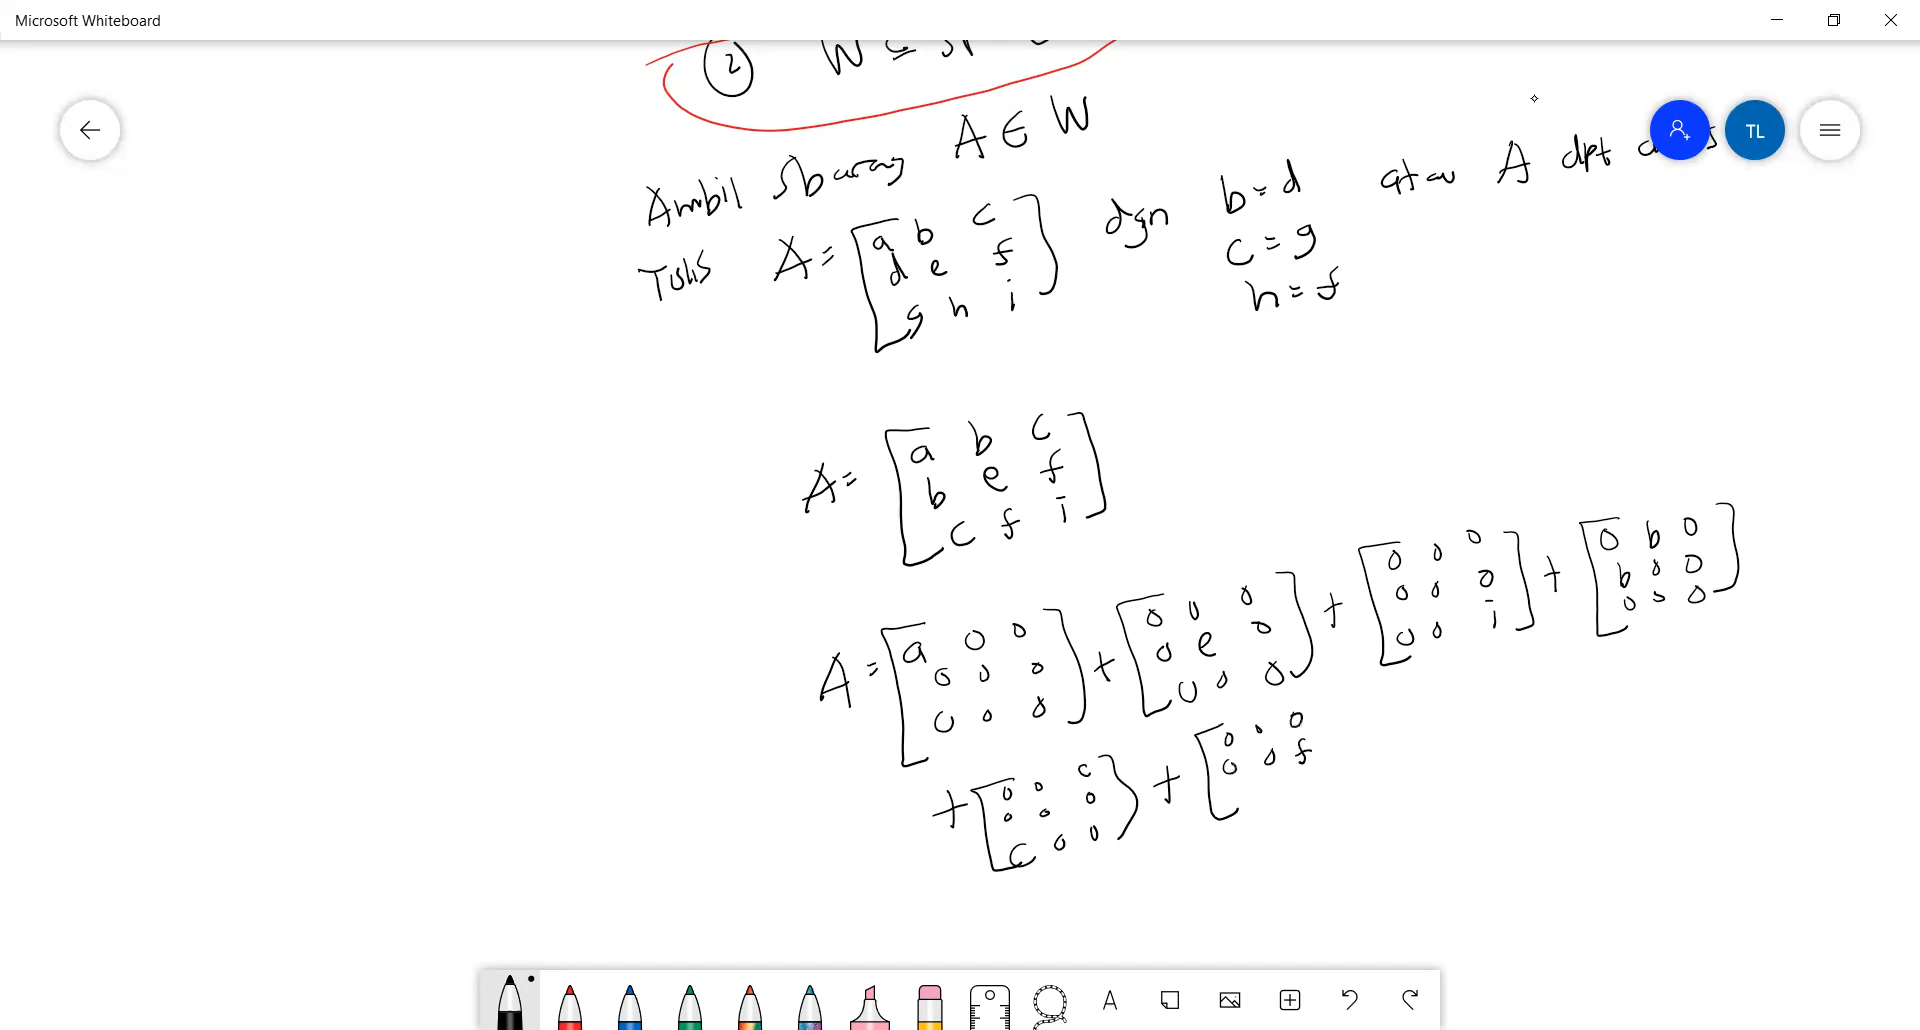 Microsoft Whiteboard
② W ⊆ sp
Ambil sbarang A ∈ W
TL
Tulis A = [a b c
d e f
g h i] dgn b = d atau A dpt
c = g
h = f
A = [a b c
b e f
c f i]
A = [a 0 0
0 0 0
0 0 0] + [0 0 0
0 e 0
0 0 0] + [0 0 0
0 0 0
0 0 i] + [0 b 0
b 0 0
0 0 0]
+ [0 0 c
0 0 0
c 0 0] + [0 0 0
0 0 f
A